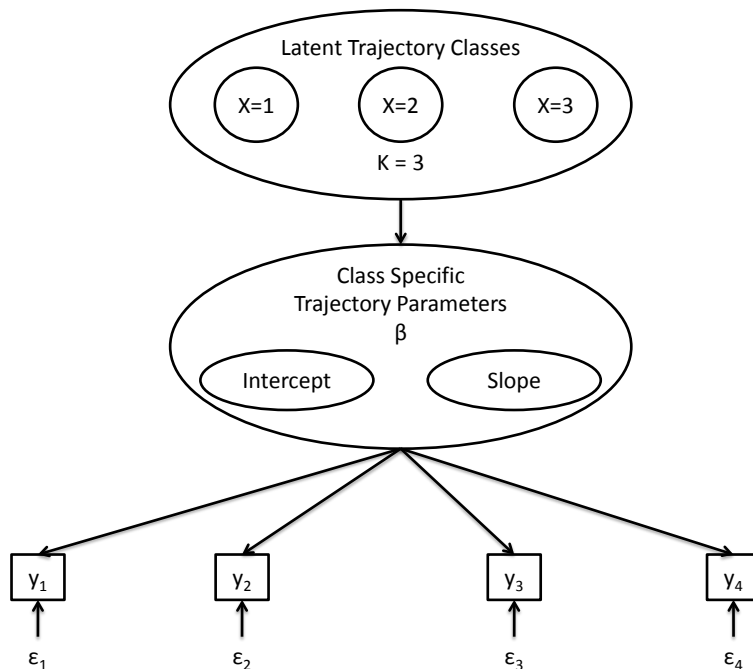 Latent Trajectory Classes
X=1 X=2 X=3
K = 3
Class Specific
Trajectory Parameters
β
Intercept Slope
y₁ y₂ y₃ y₄
ε₁ ε₂ ε₃ ε₄